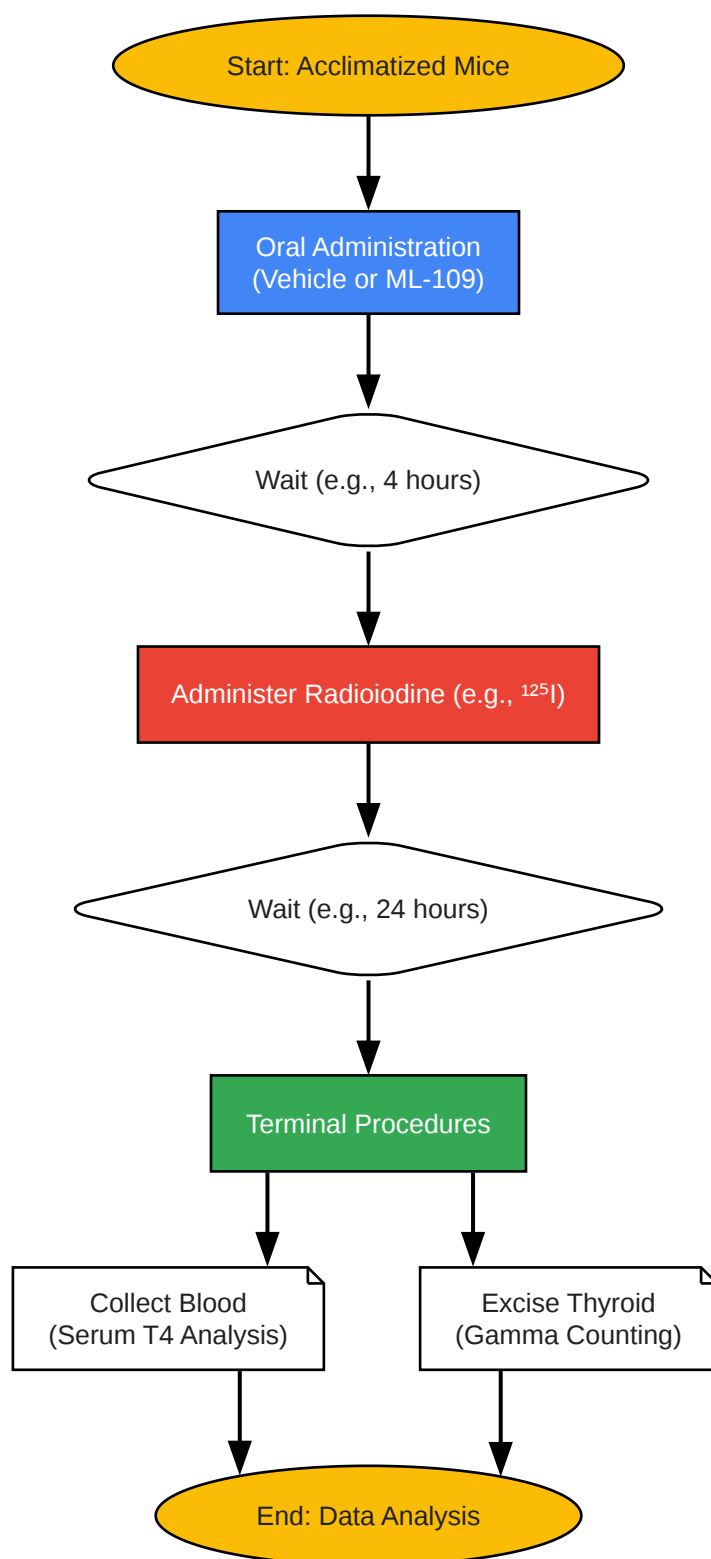 Start: Acclimatized Mice
Oral Administration
(Vehicle or ML-109)
Wait (e.g., 4 hours)
Administer Radioiodine (e.g., ¹²⁵I)
Wait (e.g., 24 hours)
Terminal Procedures
Collect Blood
(Serum T4 Analysis)
Excise Thyroid
(Gamma Counting)
End: Data Analysis